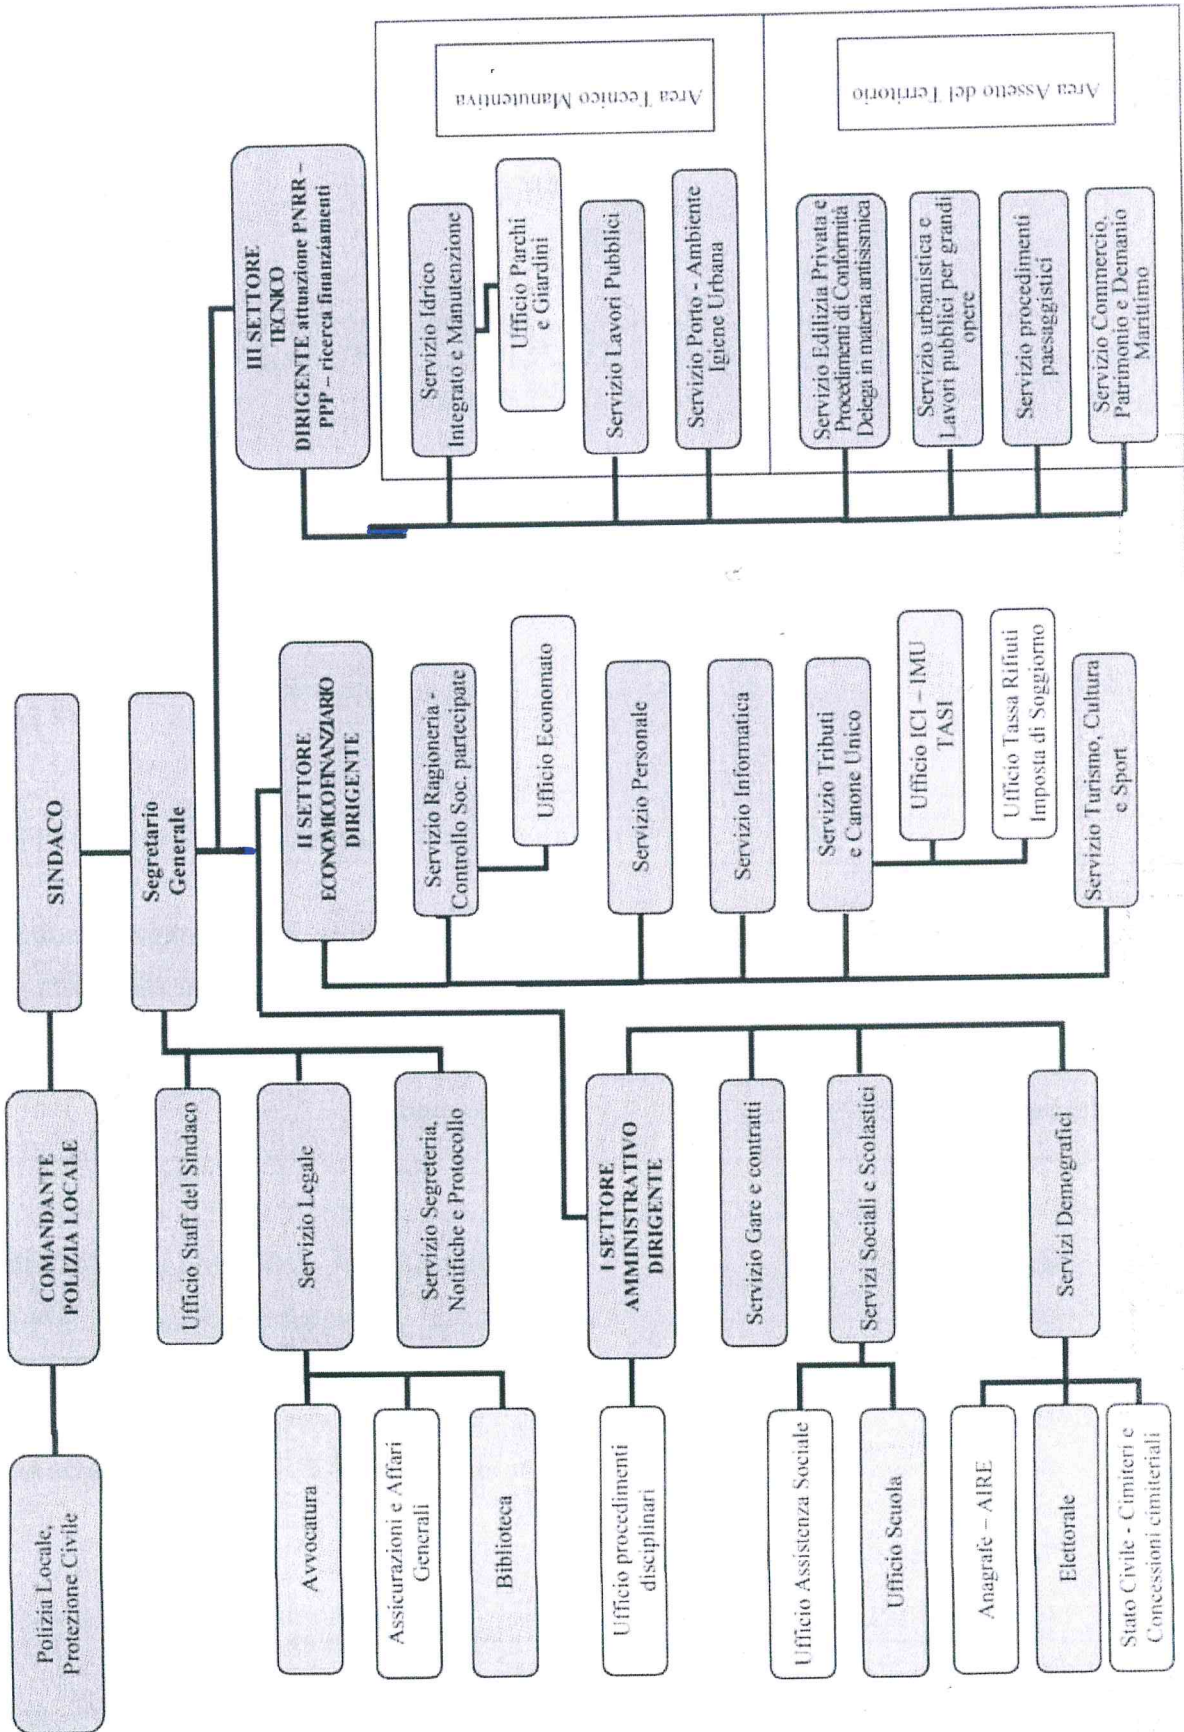 SINDACO
COMANDANTE
POLIZIA LOCALE
Polizia Locale,
Protezione Civile
Segretario
Generale
Ufficio Staff del Sindaco
Servizio Legale
Avvocatura
Assicurazioni e Affari
Generali
Biblioteca
Servizio Segreteria,
Notifiche e Protocollo
I SETTORE
AMMINISTRATIVO
DIRIGENTE
Ufficio procedimenti
disciplinari
Servizio Gare e contratti
Servizi Sociali e Scolastici
Ufficio Assistenza Sociale
Ufficio Scuola
Servizi Demografici
Anagrafe – AIRE
Elettorale
Stato Civile - Cimiteri e
Concessioni cimiteriali
II SETTORE
ECONOMICO FINANZIARIO
DIRIGENTE
Servizio Ragioneria -
Controllo Soc. partecipate
Ufficio Economato
Servizio Personale
Servizio Informatica
Servizio Tributi
e Canone Unico
Ufficio ICI – IMU
TASI
Ufficio Tassa Rifiuti
Imposta di Soggiorno
Servizio Turismo, Cultura
e Sport
III SETTORE
TECNICO
DIRIGENTE attuazione PNRR –
PPP – ricerca finanziamenti
Area Tecnico Manutentiva
Servizio Idrico
Integrato e Manutenzione
Ufficio Parchi
e Giardini
Servizio Lavori Pubblici
Servizio Porto - Ambiente
Igiene Urbana
Area Assetto del Territorio
Servizio Edilizia Privata e
Procedimenti di Conformità
Delega in materia antisismica
Servizio urbanistica e
Lavori pubblici per grandi
opere
Servizio procedimenti
paesaggistici
Servizio Commercio,
Patrimonio e Demanio
Marittimo